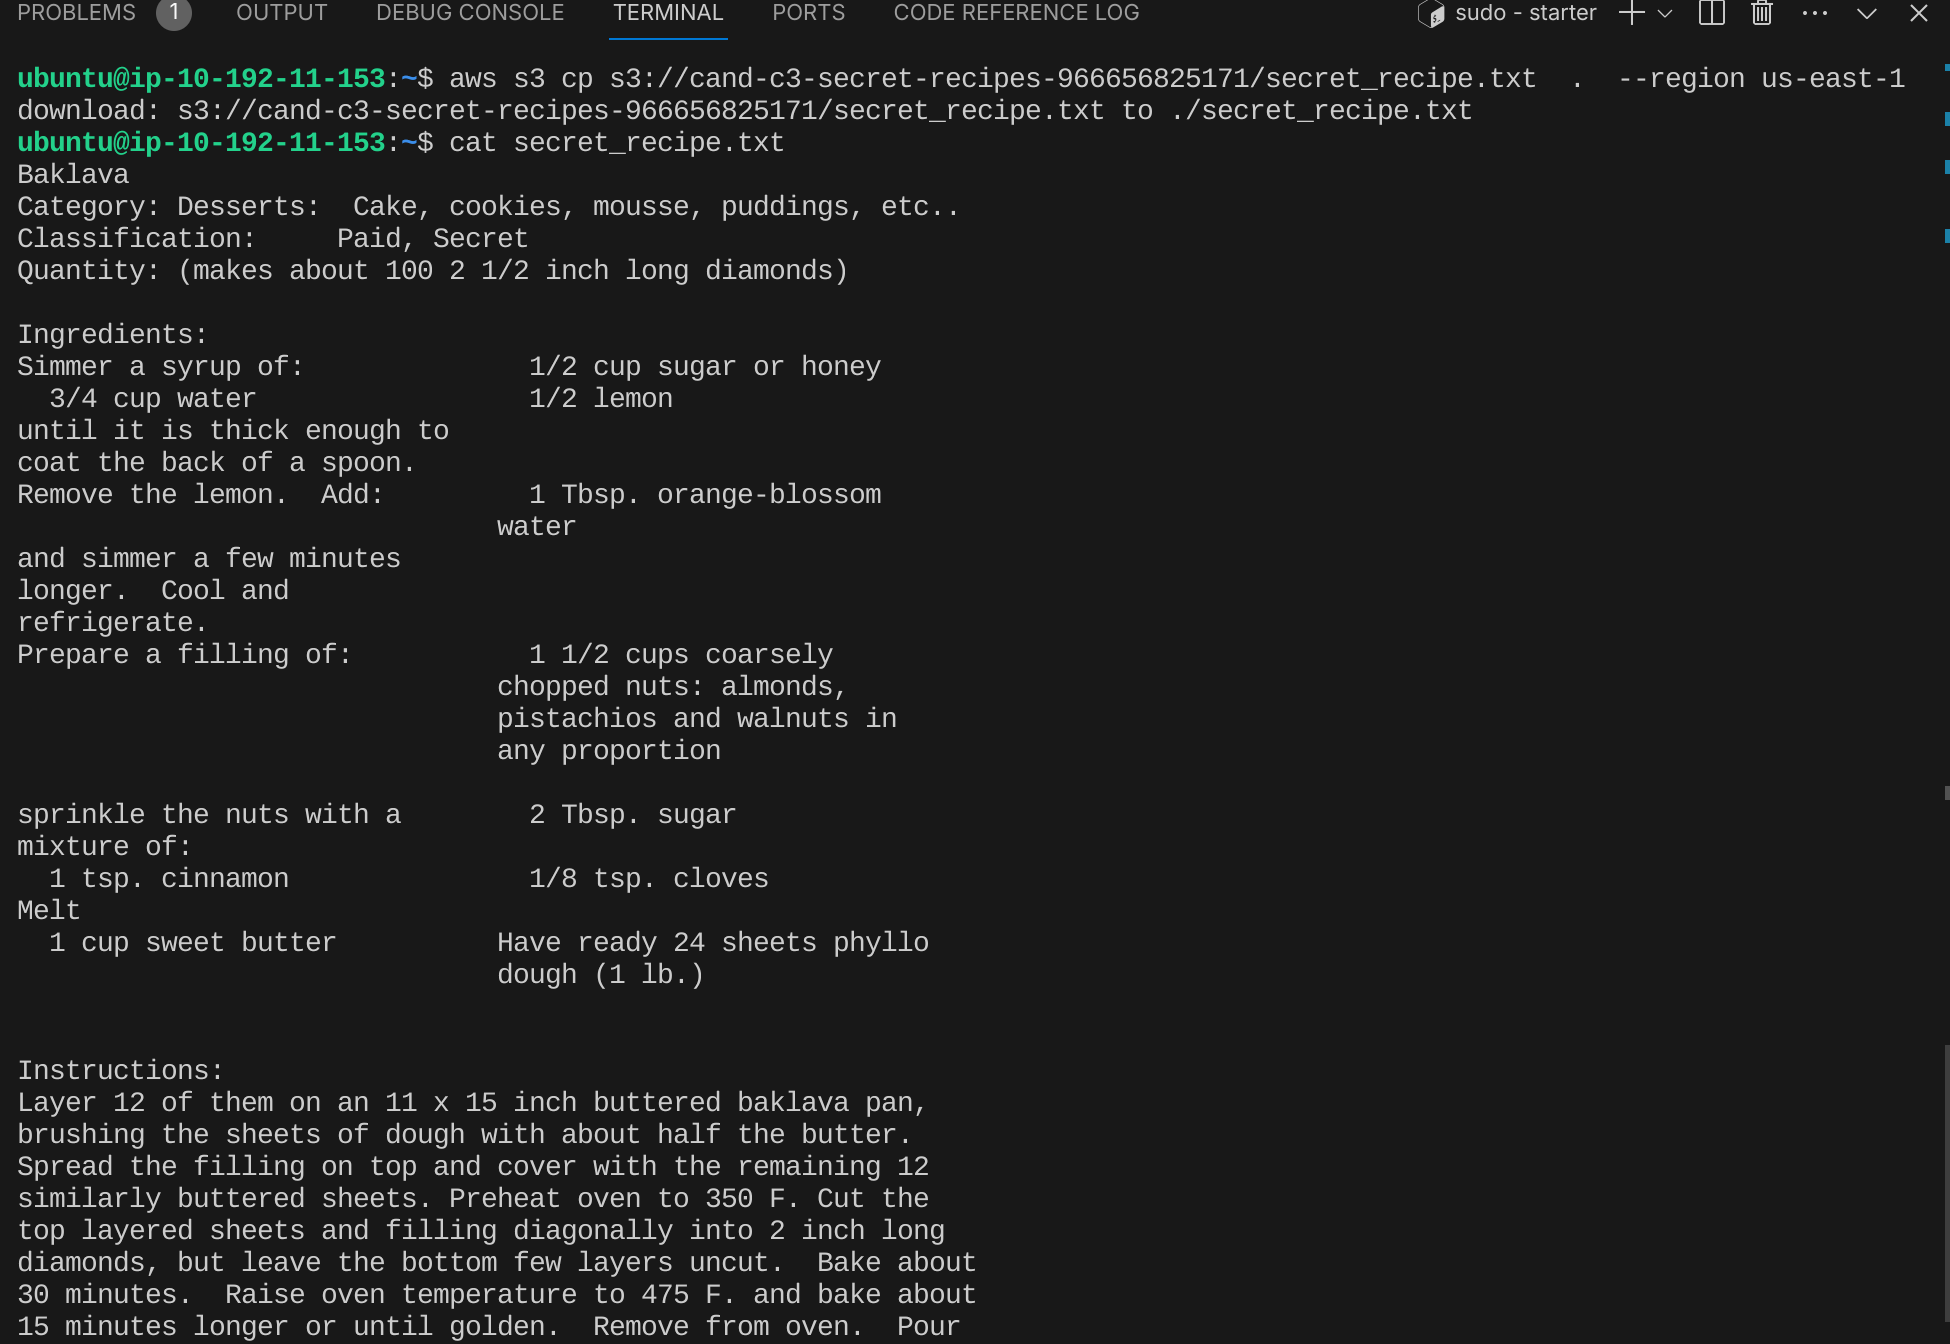 PROBLEMS 1 OUTPUT DEBUG CONSOLE TERMINAL PORTS CODE REFERENCE LOG sudo - starter
ubuntu@ip-10-192-11-153:~$ aws s3 cp s3://cand-c3-secret-recipes-966656825171/secret_recipe.txt  .  --region us-east-1
download: s3://cand-c3-secret-recipes-966656825171/secret_recipe.txt to ./secret_recipe.txt
ubuntu@ip-10-192-11-153:~$ cat secret_recipe.txt
Baklava
Category: Desserts:  Cake, cookies, mousse, puddings, etc..
Classification:     Paid, Secret
Quantity: (makes about 100 2 1/2 inch long diamonds)

Ingredients:
Simmer a syrup of:              1/2 cup sugar or honey
  3/4 cup water                 1/2 lemon
until it is thick enough to
coat the back of a spoon.
Remove the lemon.  Add:         1 Tbsp. orange-blossom
                              water
and simmer a few minutes
longer.  Cool and
refrigerate.
Prepare a filling of:           1 1/2 cups coarsely
                              chopped nuts: almonds,
                              pistachios and walnuts in
                              any proportion

sprinkle the nuts with a        2 Tbsp. sugar
mixture of:
  1 tsp. cinnamon               1/8 tsp. cloves
Melt
  1 cup sweet butter          Have ready 24 sheets phyllo
                              dough (1 lb.)

Instructions:
Layer 12 of them on an 11 x 15 inch buttered baklava pan,
brushing the sheets of dough with about half the butter.
Spread the filling on top and cover with the remaining 12
similarly buttered sheets. Preheat oven to 350 F. Cut the
top layered sheets and filling diagonally into 2 inch long
diamonds, but leave the bottom few layers uncut.  Bake about
30 minutes.  Raise oven temperature to 475 F. and bake about
15 minutes longer or until golden.  Remove from oven.  Pour